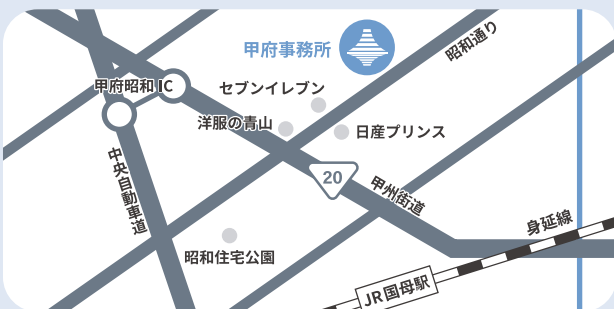 昭和通り
甲府事務所
甲府昭和 IC
セブンイレブン
洋服の青山
日産プリンス
中央自動車道
20
甲州街道
身延線
昭和住宅公園
JR国母駅